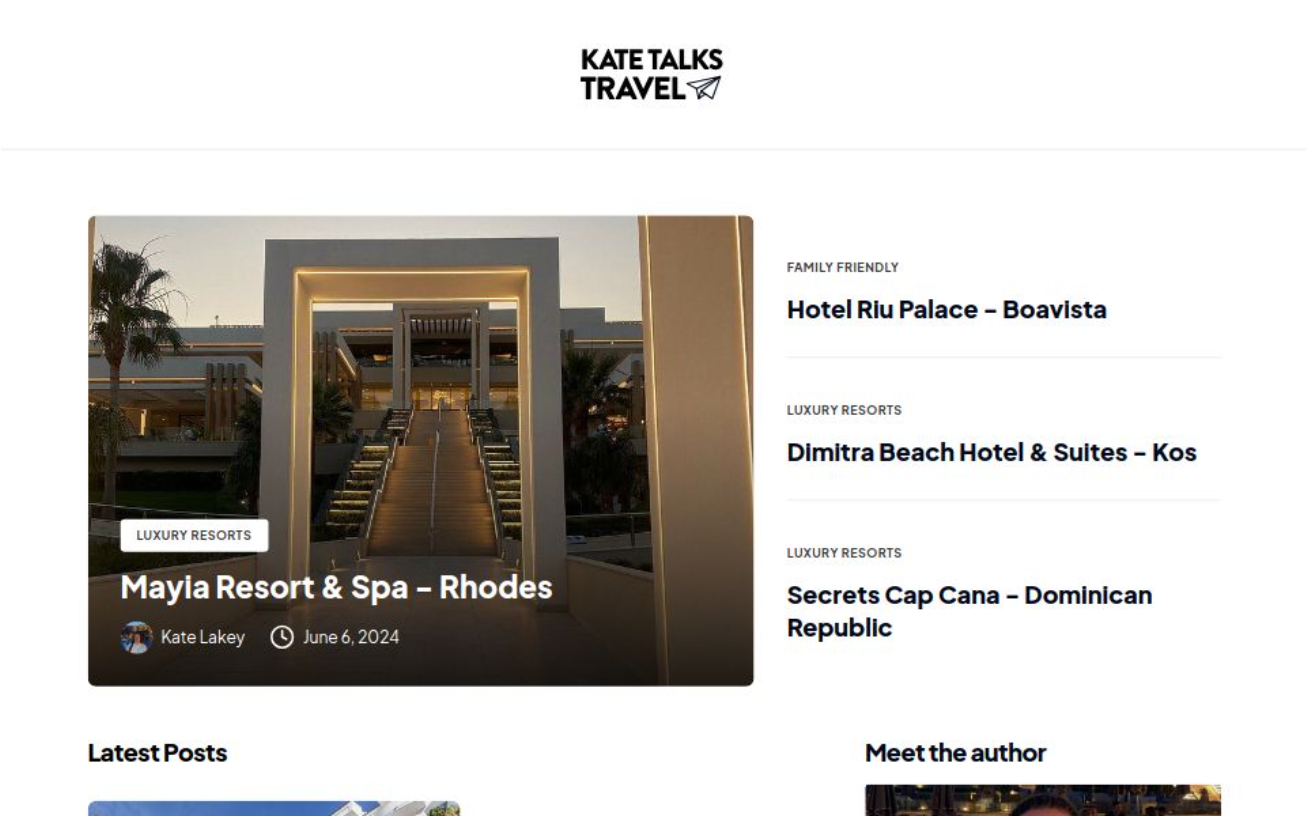 KATE TALKS
TRAVEL
LUXURY RESORTS
Mayia Resort & Spa – Rhodes
Kate Lakey
June 6, 2024
FAMILY FRIENDLY
Hotel Riu Palace – Boavista
LUXURY RESORTS
Dimitra Beach Hotel & Suites – Kos
LUXURY RESORTS
Secrets Cap Cana – Dominican
Republic
Latest Posts
Meet the author